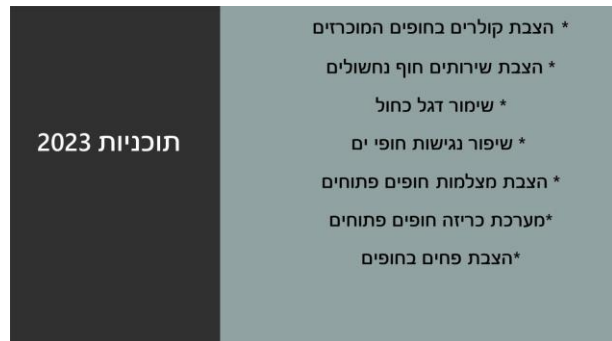 תוכניות 2023
* הצבת קולרים בחופים המוכרזים
* הצבת שירותים חוף נחשולים
* שימור דגל כחול
* שיפור נגישות חופי ים
* הצבת מצלמות חופים פתוחים
*מערכת כריזה חופים פתוחים
*הצבת פחים בחופים